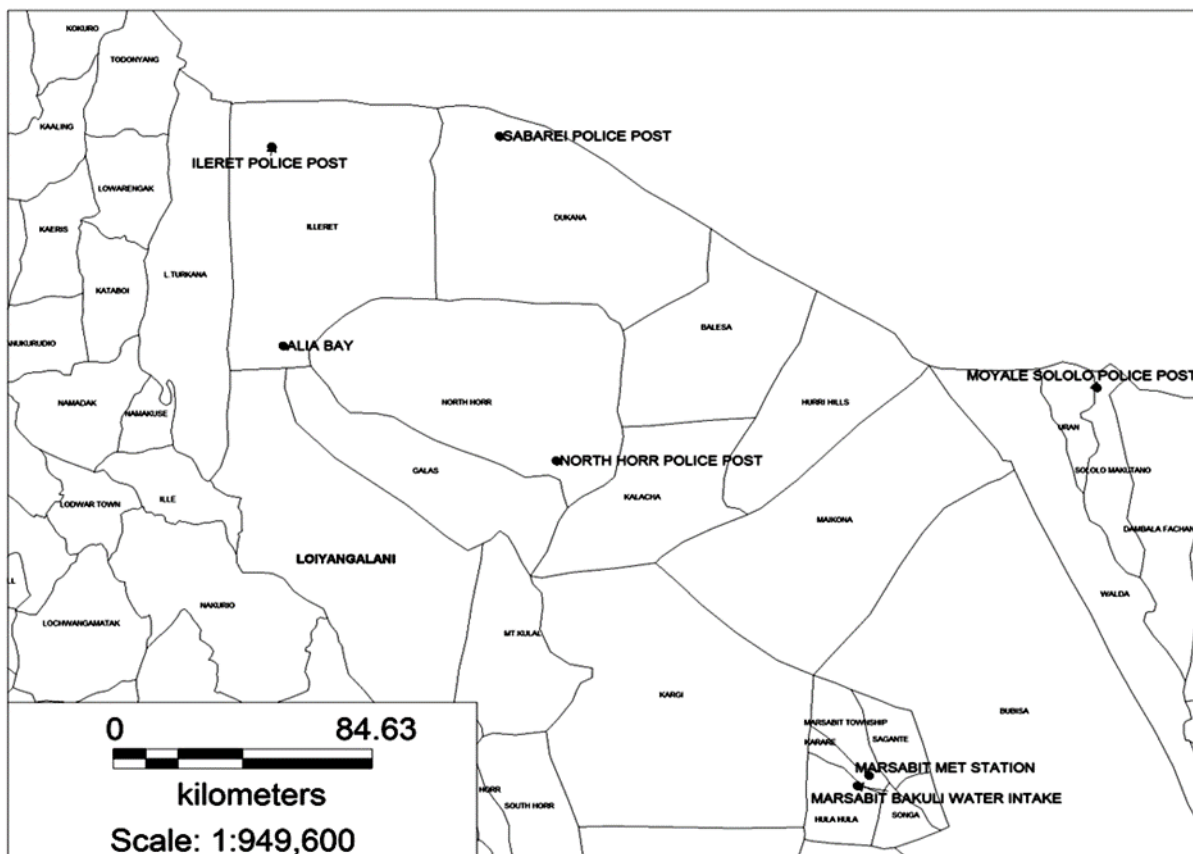 KOKURO
TODONYANG
KAALING
SABAREI POLICE POST
ILERET POLICE POST
LOWARENGAK
DUKANA
KAERIS
ILLERET
L.TURKANA
KATABOI
BALESA
ANUKURUDIO
ALIA BAY
MOYALE SOLOLO POLICE POST
NAMADAK
NORTH HORR
HURRI HILLS
NAMAKUSE
URAN
NORTH HORR POLICE POST
GALAS
SOLOLO MAKUTANO
KALACHA
ILLE
LODWAR TOWN
MAIKONA
DAMBALA FACHAN
LOIYANGALANI
LL
WALDA
NAKURIO
LOCHWANGAMATAK
MT.KULAL
KARGI
BUBISA
MARSABIT TOWNSHIP
SAGANTE
KARARE
MARSABIT MET STATION
HORR
MARSABIT BAKULI WATER INTAKE
SOUTH HORR
HULA HULA
SONGA
0 84.63
kilometers
Scale: 1:949,600